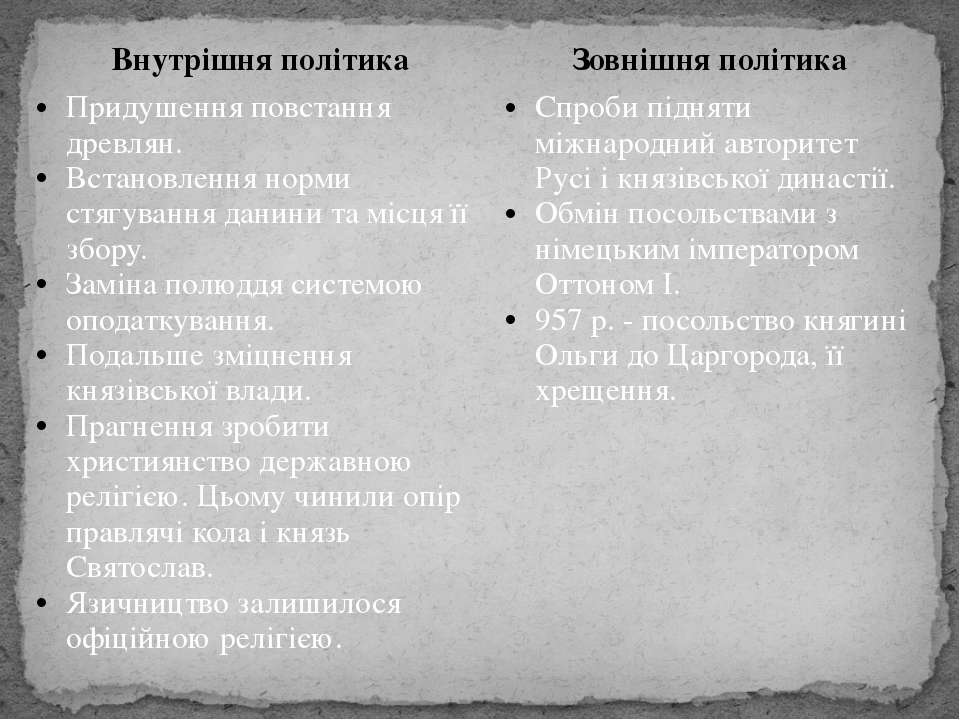 Внутрішня політика
Придушення повстання
древлян.
Встановлення норми
стягування данини та місця її
збору.
Заміна полюддя системою
оподаткування.
Подальше зміцнення
князівської влади.
Прагнення зробити
християнство державною
релігією. Цьому чинили опір
правлячі кола і князь
Святослав.
Язичництво залишилося
офіційною релігією.
Зовнішня політика
Спроби підняти
міжнародний авторитет
Русі і князівської династії.
Обмін посольствами з
німецьким імператором
Оттоном I.
957 р. - посольство княгині
Ольги до Царгорода, її
хрещення.